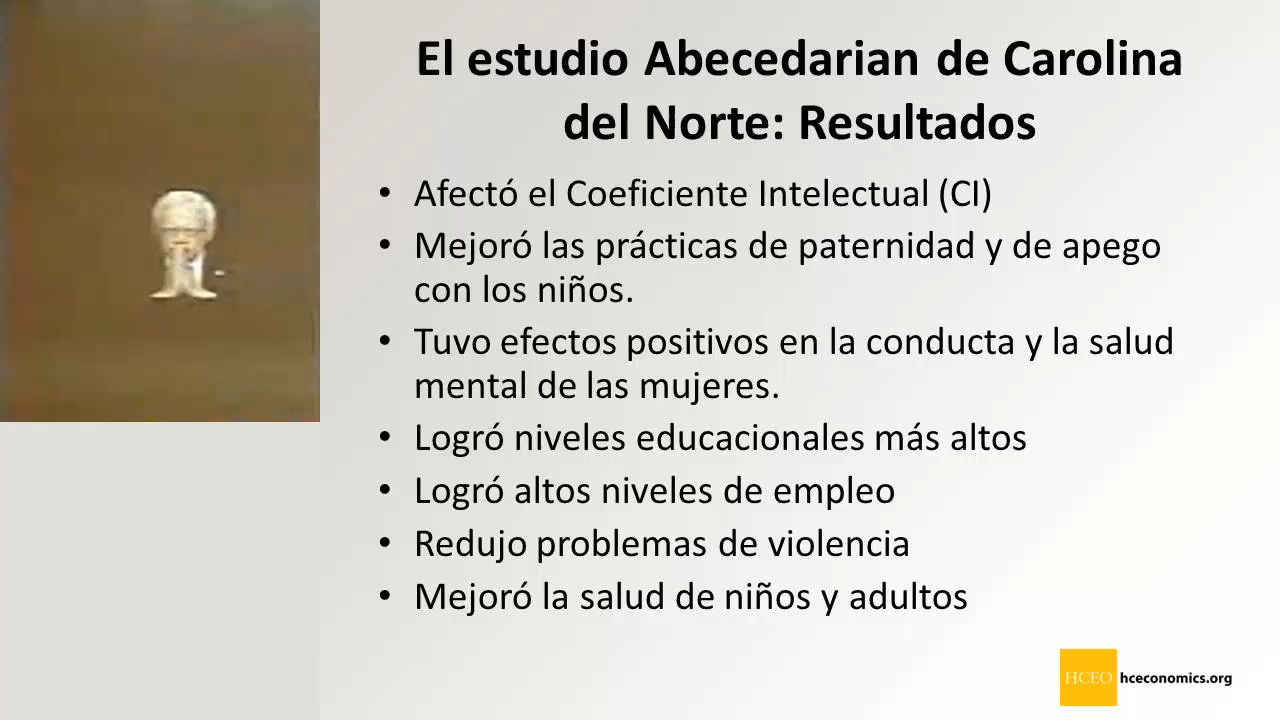 El estudio Abecedarian de Carolina
del Norte: Resultados
• Afectó el Coeficiente Intelectual (CI)
• Mejoró las prácticas de paternidad y de apego
con los niños.
• Tuvo efectos positivos en la conducta y la salud
mental de las mujeres.
• Logró niveles educacionales más altos
• Logró altos niveles de empleo
• Redujo problemas de violencia
• Mejoró la salud de niños y adultos
HCEO hceconomics.org